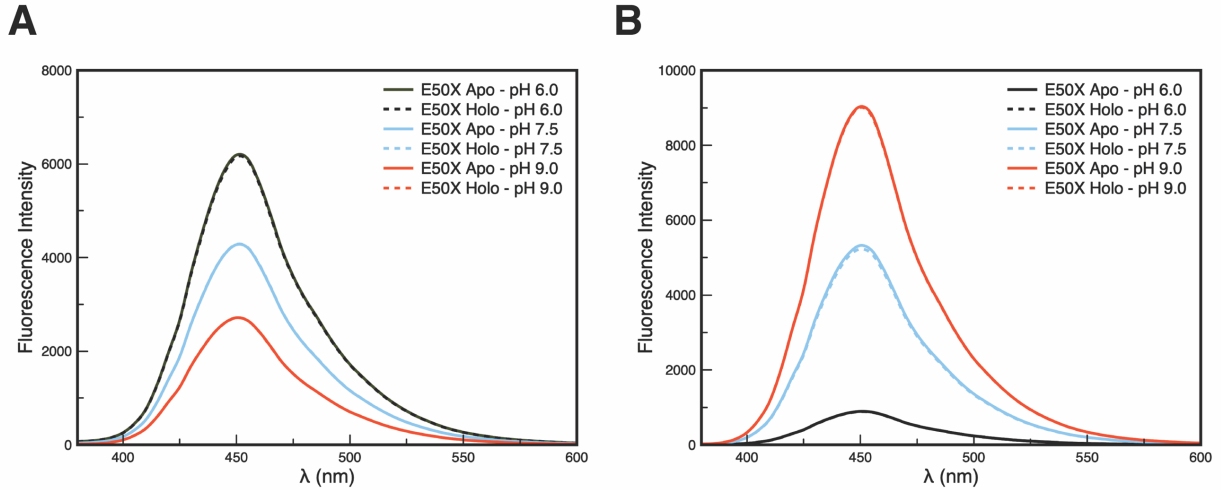 A
8000
6000
4000
2000
0
400
450
500
550
600
Fluorescence Intensity
λ (nm)
E50X Apo - pH 6.0
E50X Holo - pH 6.0
E50X Apo - pH 7.5
E50X Holo - pH 7.5
E50X Apo - pH 9.0
E50X Holo - pH 9.0
B
10000
8000
6000
4000
2000
0
400
450
500
550
600
Fluorescence Intensity
λ (nm)
E50X Apo - pH 6.0
E50X Holo - pH 6.0
E50X Apo - pH 7.5
E50X Holo - pH 7.5
E50X Apo - pH 9.0
E50X Holo - pH 9.0